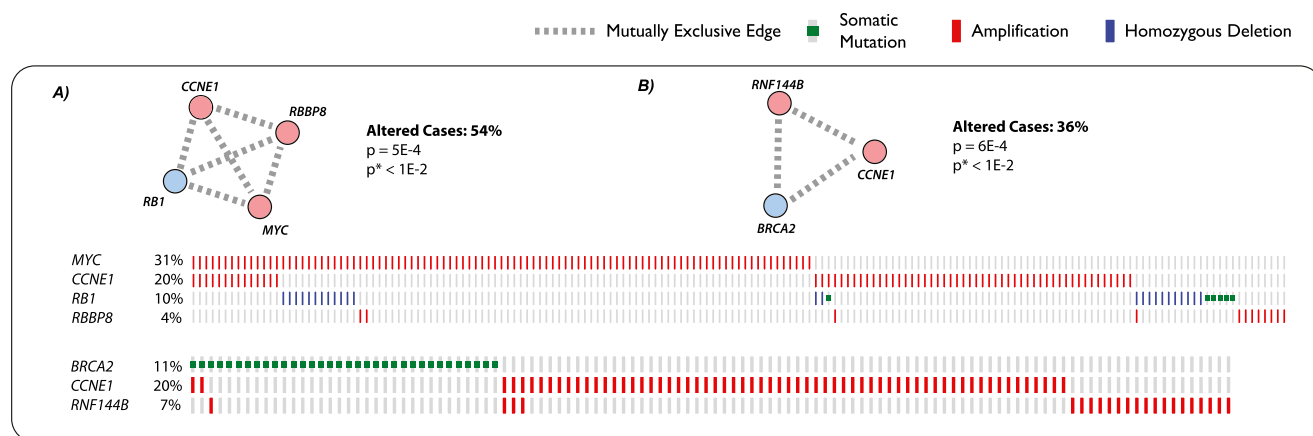 Mutually Exclusive Edge
Somatic
Mutation
Amplification
Homozygous Deletion
A)
CCNE1
RBBP8
RB1
MYC
Altered Cases: 54%
p = 5E-4
p* < 1E-2
B)
RNF144B
CCNE1
BRCA2
Altered Cases: 36%
p = 6E-4
p* < 1E-2
MYC 31%
CCNE1 20%
RB1 10%
RBBP8 4%
BRCA2 11%
CCNE1 20%
RNF144B 7%